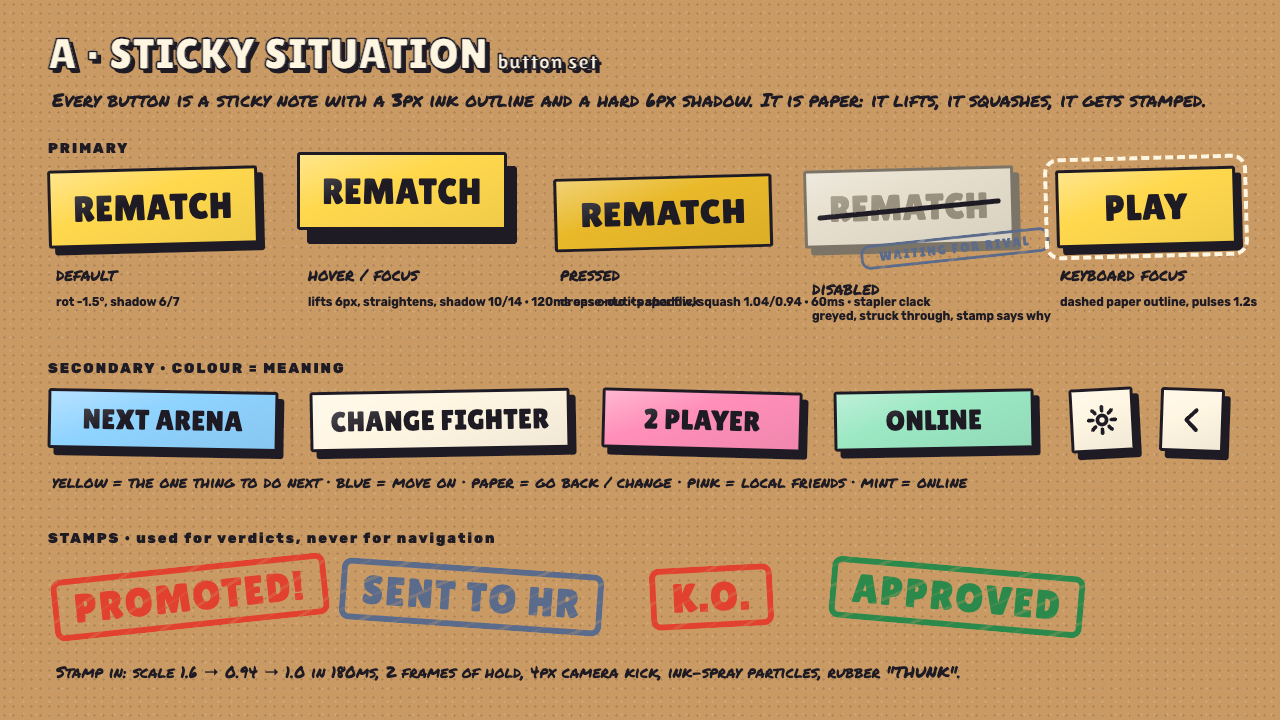 A · STICKY SITUATION button set
EVERY BUTTON IS A STICKY NOTE WITH A 3PX INK OUTLINE AND A HARD 6PX SHADOW. IT IS PAPER: IT LIFTS, IT SQUASHES, IT GETS STAMPED.
PRIMARY
REMATCH
REMATCH
REMATCH
REMATCH
PLAY
WAITING FOR RIVAL
DEFAULT
HOVER / FOCUS
PRESSED
DISABLED
KEYBOARD FOCUS
rot -1.5°, shadow 6/7
lifts 6px, straightens, shadow 10/14 · 120ms
squash 1.04/0.94 · 60ms · stapler clack
greyed, struck through, stamp says why
dashed paper outline, pulses 1.2s
SECONDARY · COLOUR = MEANING
NEXT ARENA
CHANGE FIGHTER
2 PLAYER
ONLINE
YELLOW = THE ONE THING TO DO NEXT · BLUE = MOVE ON · PAPER = GO BACK / CHANGE · PINK = LOCAL FRIENDS · MINT = ONLINE
STAMPS · used for verdicts, never for navigation
PROMOTED!
SENT TO HR
K.O.
APPROVED
STAMP IN: SCALE 1.6 → 0.94 → 1.0 IN 180MS, 2 FRAMES OF HOLD, 4PX CAMERA KICK, INK-SPRAY PARTICLES, RUBBER "THUNK".